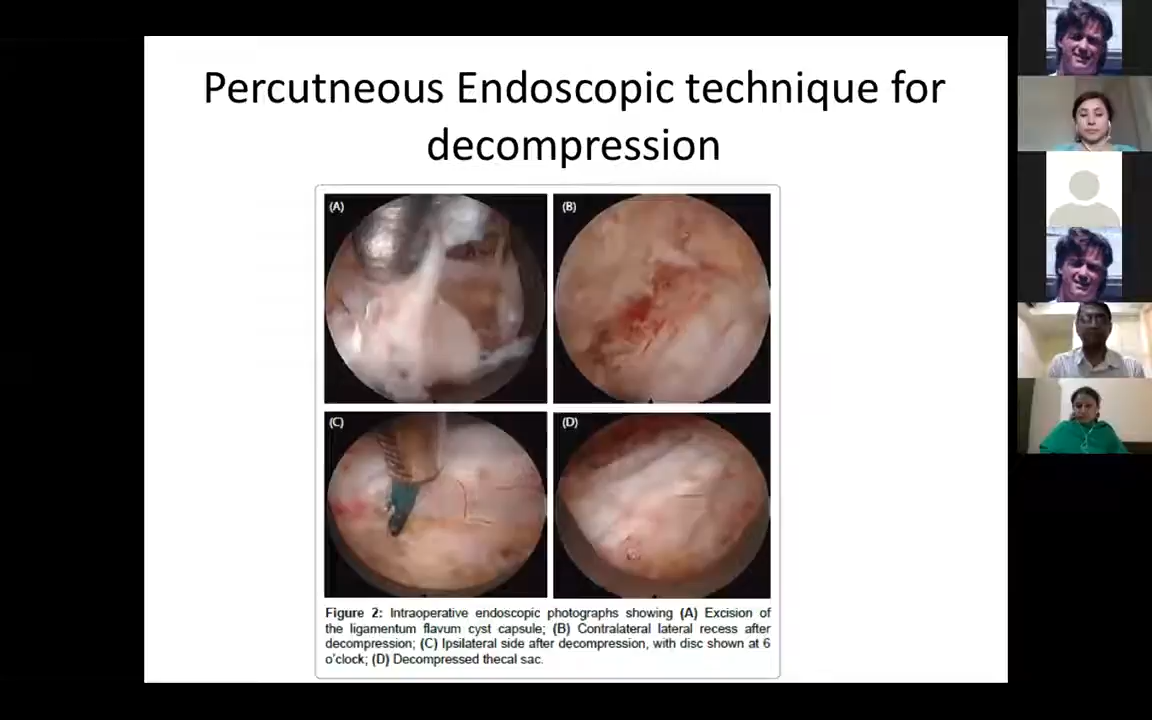 Percutneous Endoscopic technique for
decompression
(A)
(B)
(C)
(D)
Figure 2: Intraoperative endoscopic photographs showing (A) Excision of
the ligamentum flavum cyst capsule; (B) Contralateral lateral recess after
decompression; (C) Ipsilateral side after decompression, with disc shown at 6
o'clock; (D) Decompressed thecal sac.